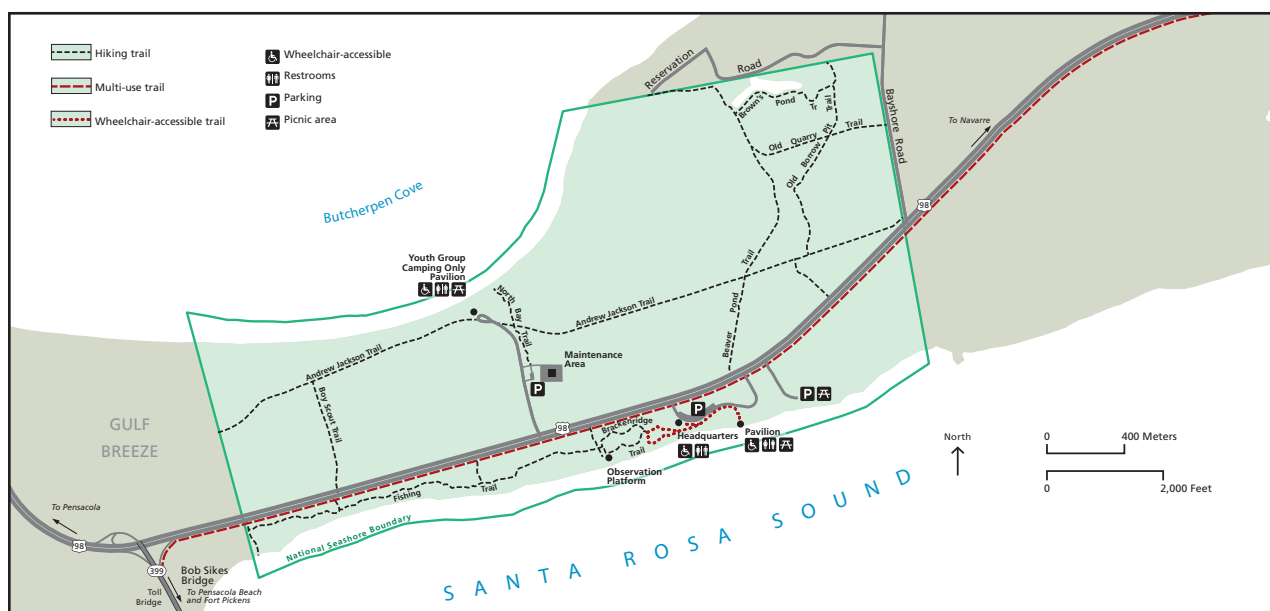 Hiking trail
Multi-use trail
Wheelchair-accessible trail
Wheelchair-accessible
Restrooms
P
Parking
Picnic area
Reservation
Road
Bayshore Road
Brown's
Pond
Tr
Old Quarry Trail
Old Borrow Pit
Trail
To Navarre
98
Butcherpen Cove
Youth Group
Camping Only
Pavilion
North Bay Trail
Andrew Jackson Trail
Beaver Pond Trail
Andrew Jackson Trail
Boy Scout Trail
Maintenance
Area
P
P
P
98
Brackenridge
Trail
Headquarters
Pavilion
Observation
Platform
Fishing Trail
GULF
BREEZE
National Seashore Boundary
To Pensacola
98
399
Toll
Bridge
Bob Sikes
Bridge
To Pensacola Beach
and Fort Pickens
SANTA ROSA SOUND
North
0 400 Meters
0 2,000 Feet